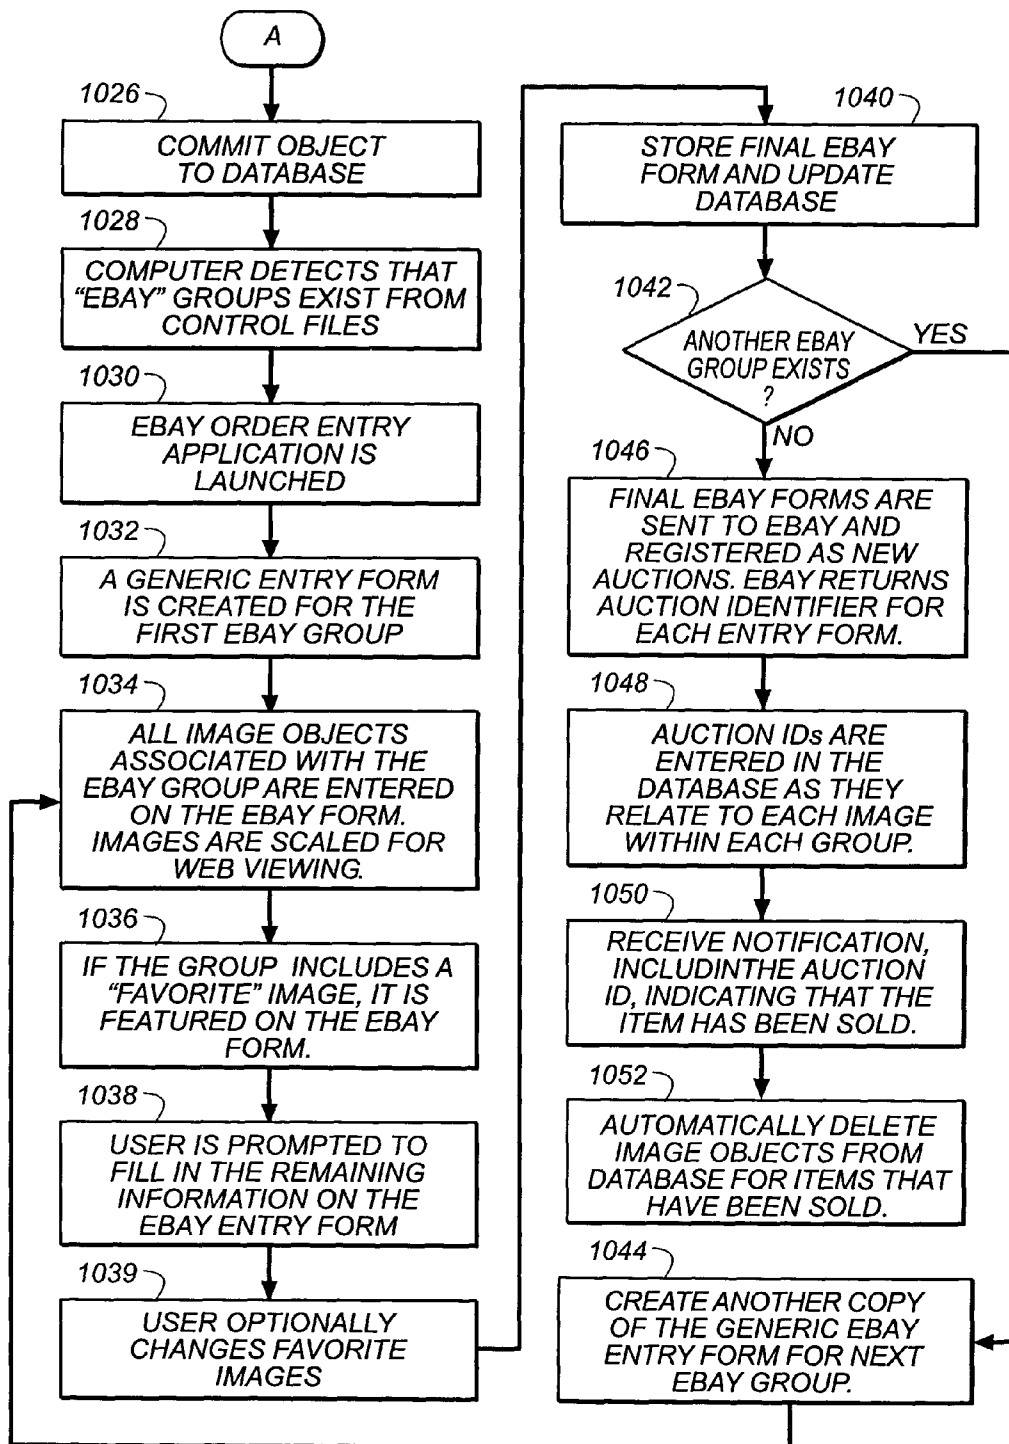 A
1026
COMMIT OBJECT
TO DATABASE
1028
COMPUTER DETECTS THAT
“EBAY” GROUPS EXIST FROM
CONTROL FILES
1030
EBAY ORDER ENTRY
APPLICATION IS
LAUNCHED
1032
A GENERIC ENTRY FORM
IS CREATED FOR THE
FIRST EBAY GROUP
1034
ALL IMAGE OBJECTS
ASSOCIATED WITH THE
EBAY GROUP ARE ENTERED
ON THE EBAY FORM.
IMAGES ARE SCALED FOR
WEB VIEWING.
1036
IF THE GROUP INCLUDES A
“FAVORITE” IMAGE, IT IS
FEATURED ON THE EBAY
FORM.
1038
USER IS PROMPTED TO
FILL IN THE REMAINING
INFORMATION ON THE
EBAY ENTRY FORM
1039
USER OPTIONALLY
CHANGES FAVORITE
IMAGES
1040
STORE FINAL EBAY
FORM AND UPDATE
DATABASE
1042
ANOTHER EBAY
GROUP EXISTS
?
YES
NO
1046
FINAL EBAY FORMS ARE
SENT TO EBAY AND
REGISTERED AS NEW
AUCTIONS. EBAY RETURNS
AUCTION IDENTIFIER FOR
EACH ENTRY FORM.
1048
AUCTION IDs ARE
ENTERED IN THE
DATABASE AS THEY
RELATE TO EACH IMAGE
WITHIN EACH GROUP.
1050
RECEIVE NOTIFICATION,
INCLUDINTHE AUCTION
ID, INDICATING THAT THE
ITEM HAS BEEN SOLD.
1052
AUTOMATICALLY DELETE
IMAGE OBJECTS FROM
DATABASE FOR ITEMS THAT
HAVE BEEN SOLD.
1044
CREATE ANOTHER COPY
OF THE GENERIC EBAY
ENTRY FORM FOR NEXT
EBAY GROUP.